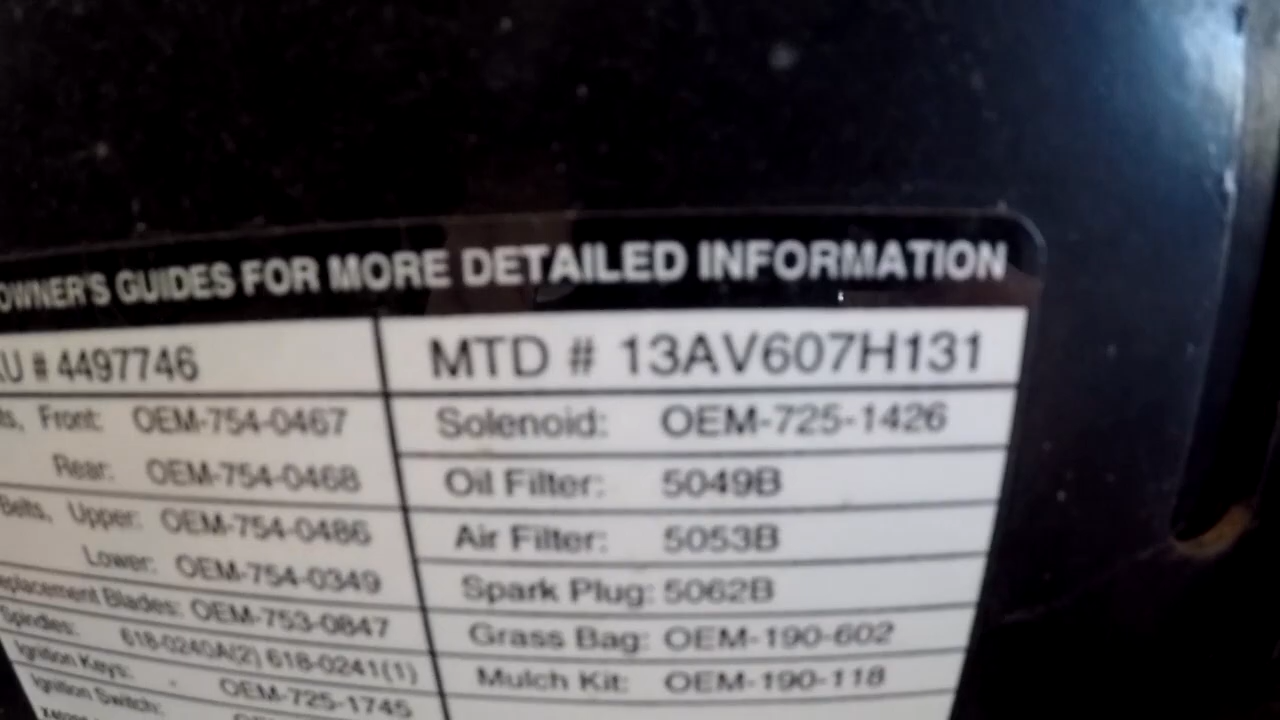 OWNER'S GUIDES FOR MORE DETAILED INFORMATION
U # 4497746
MTD # 13AV607H131
ts, Front: OEM-754-0467
Solenoid: OEM-725-1426
Rear: OEM-754-0468
Oil Filter: 5049B
Belts, Upper: OEM-754-0486
Air Filter: 5053B
Lower: OEM-754-0349
Spark Plug: 5062B
eplacement Blades: OEM-753-0847
Grass Bag: OEM-190-602
Spindes: 618-0240A(2) 618-0241(1)
Mulch Kit: OEM-190-118
Ignition Keys: OEM-725-1745
Ignition Switch: